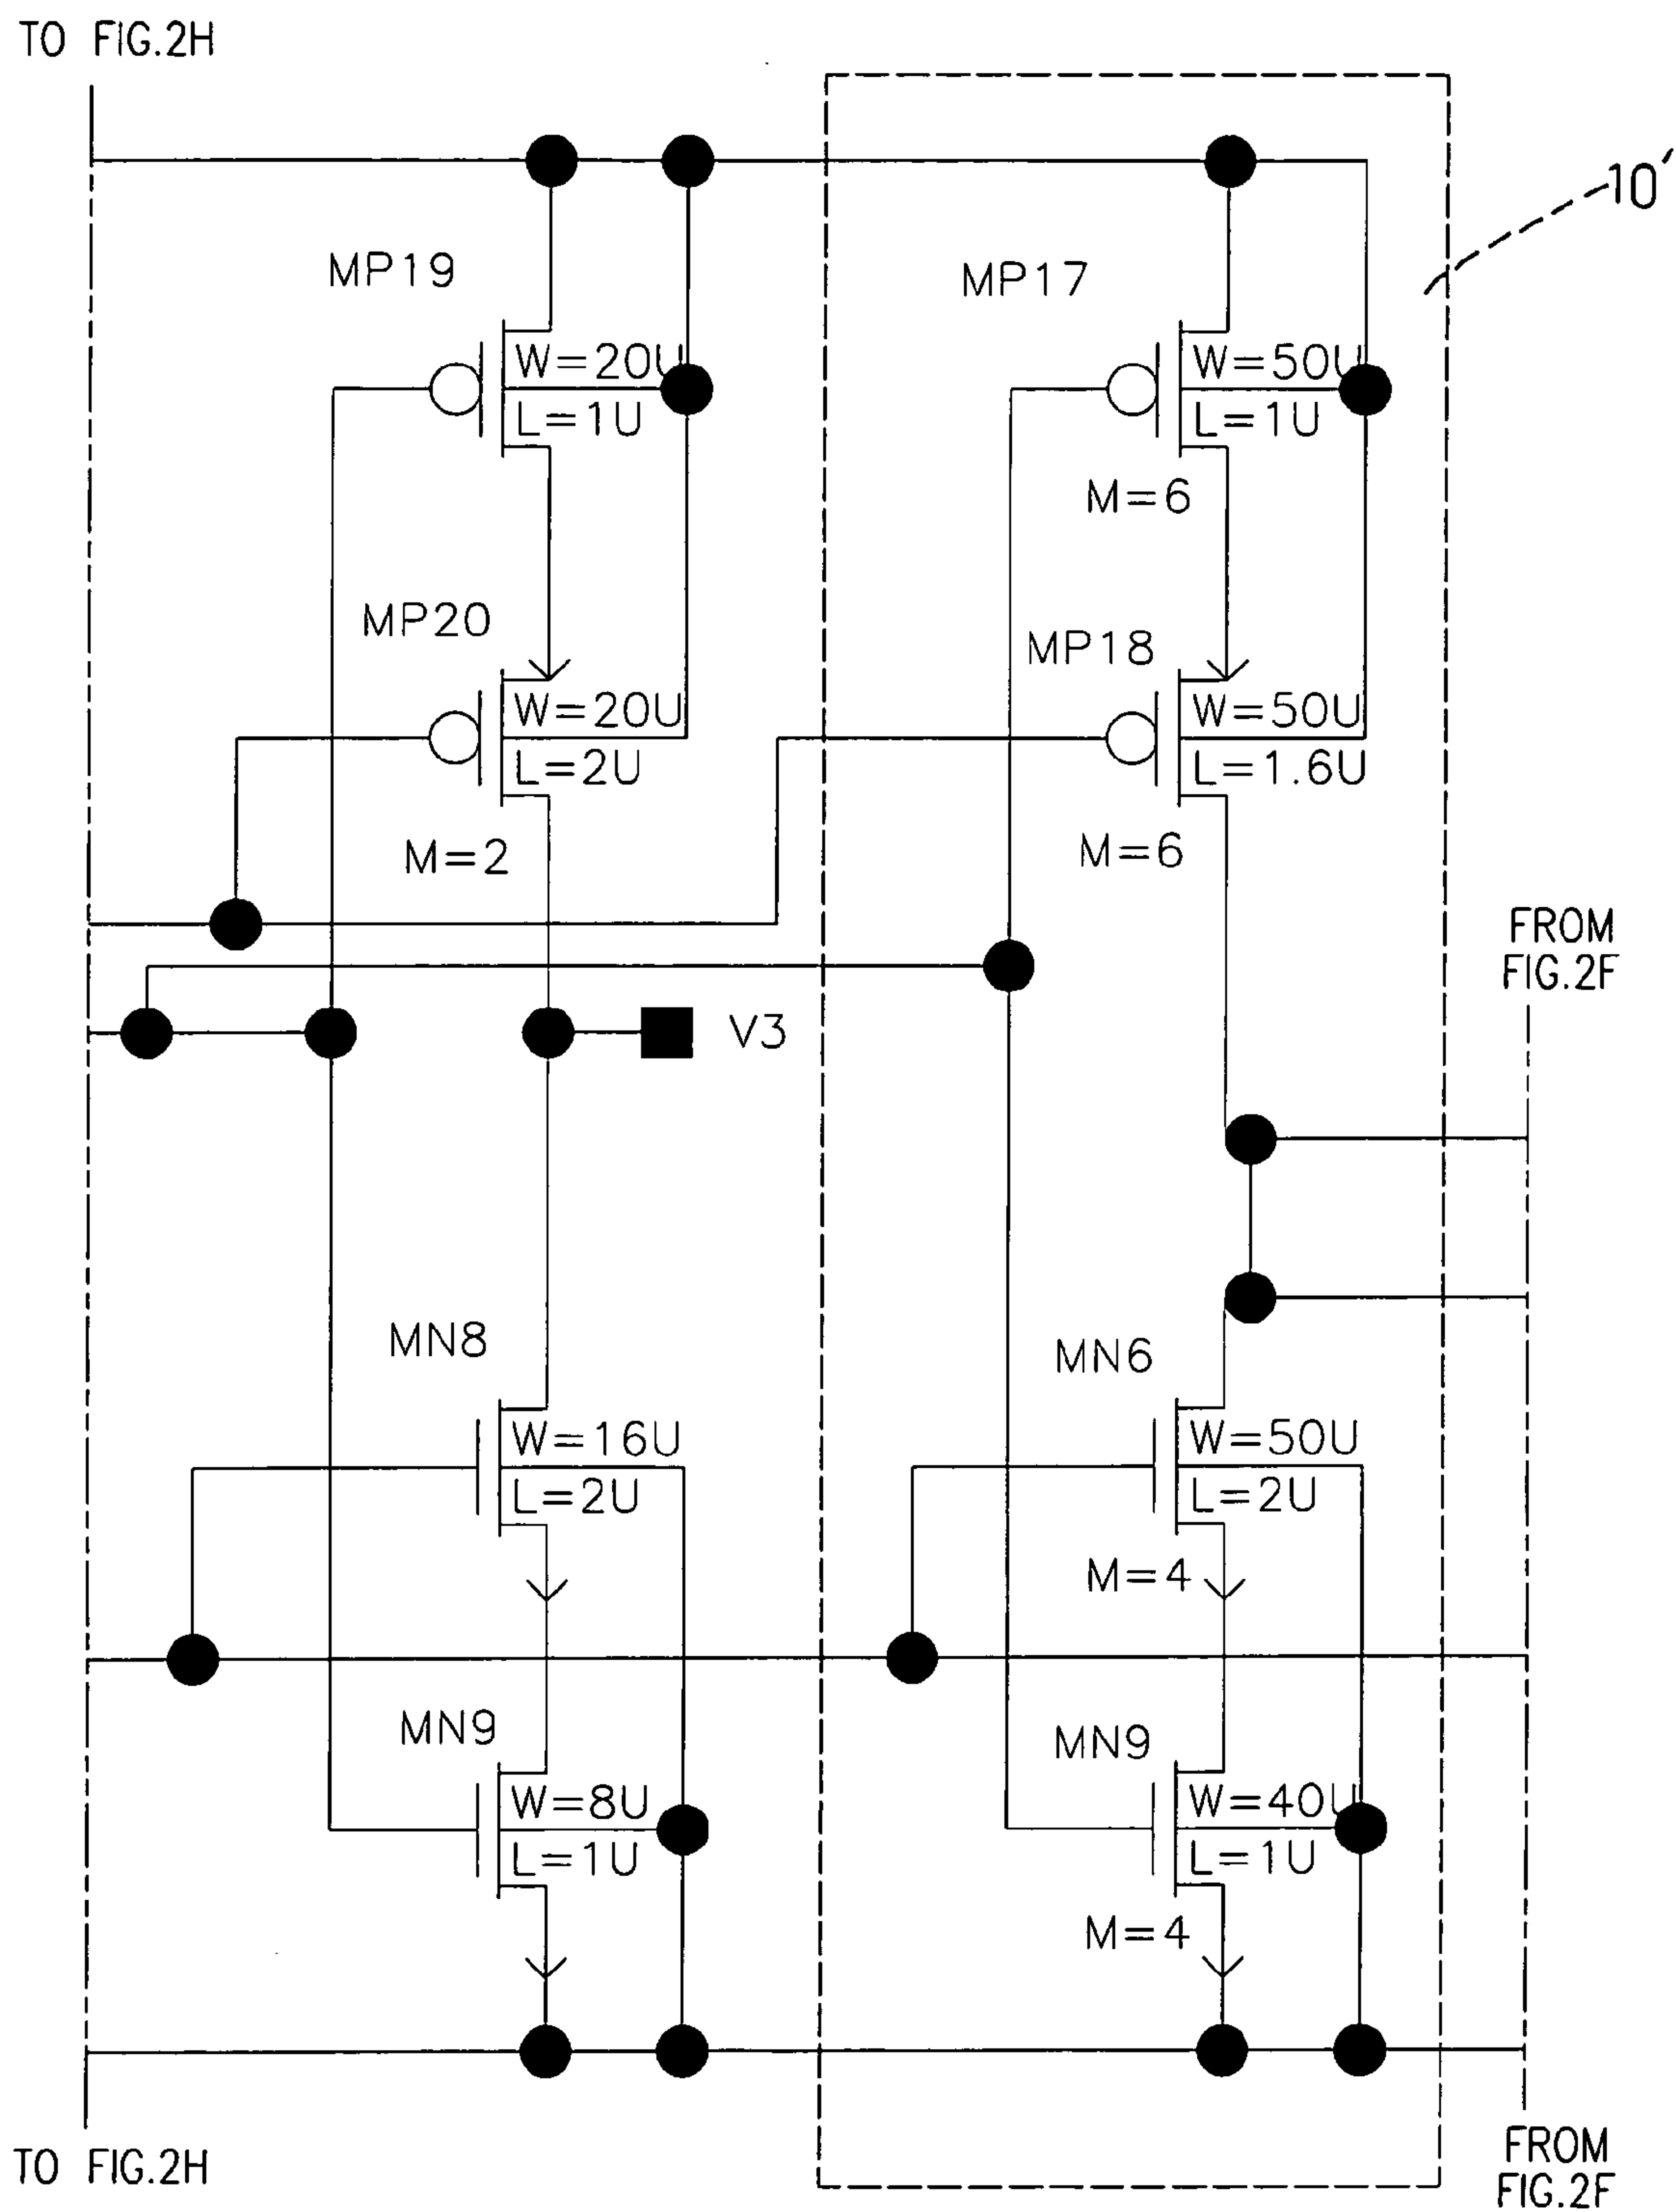 TO FIG.2H
10′
MP19
W=20U
L=1U
MP17
W=50U
L=1U
M=6
MP20
W=20U
L=2U
M=2
MP18
W=50U
L=1.6U
M=6
FROM
FIG.2F
V3
MN8
W=16U
L=2U
MN6
W=50U
L=2U
M=4
MN9
W=8U
L=1U
MN9
W=40U
L=1U
M=4
TO FIG.2H
FROM
FIG.2F